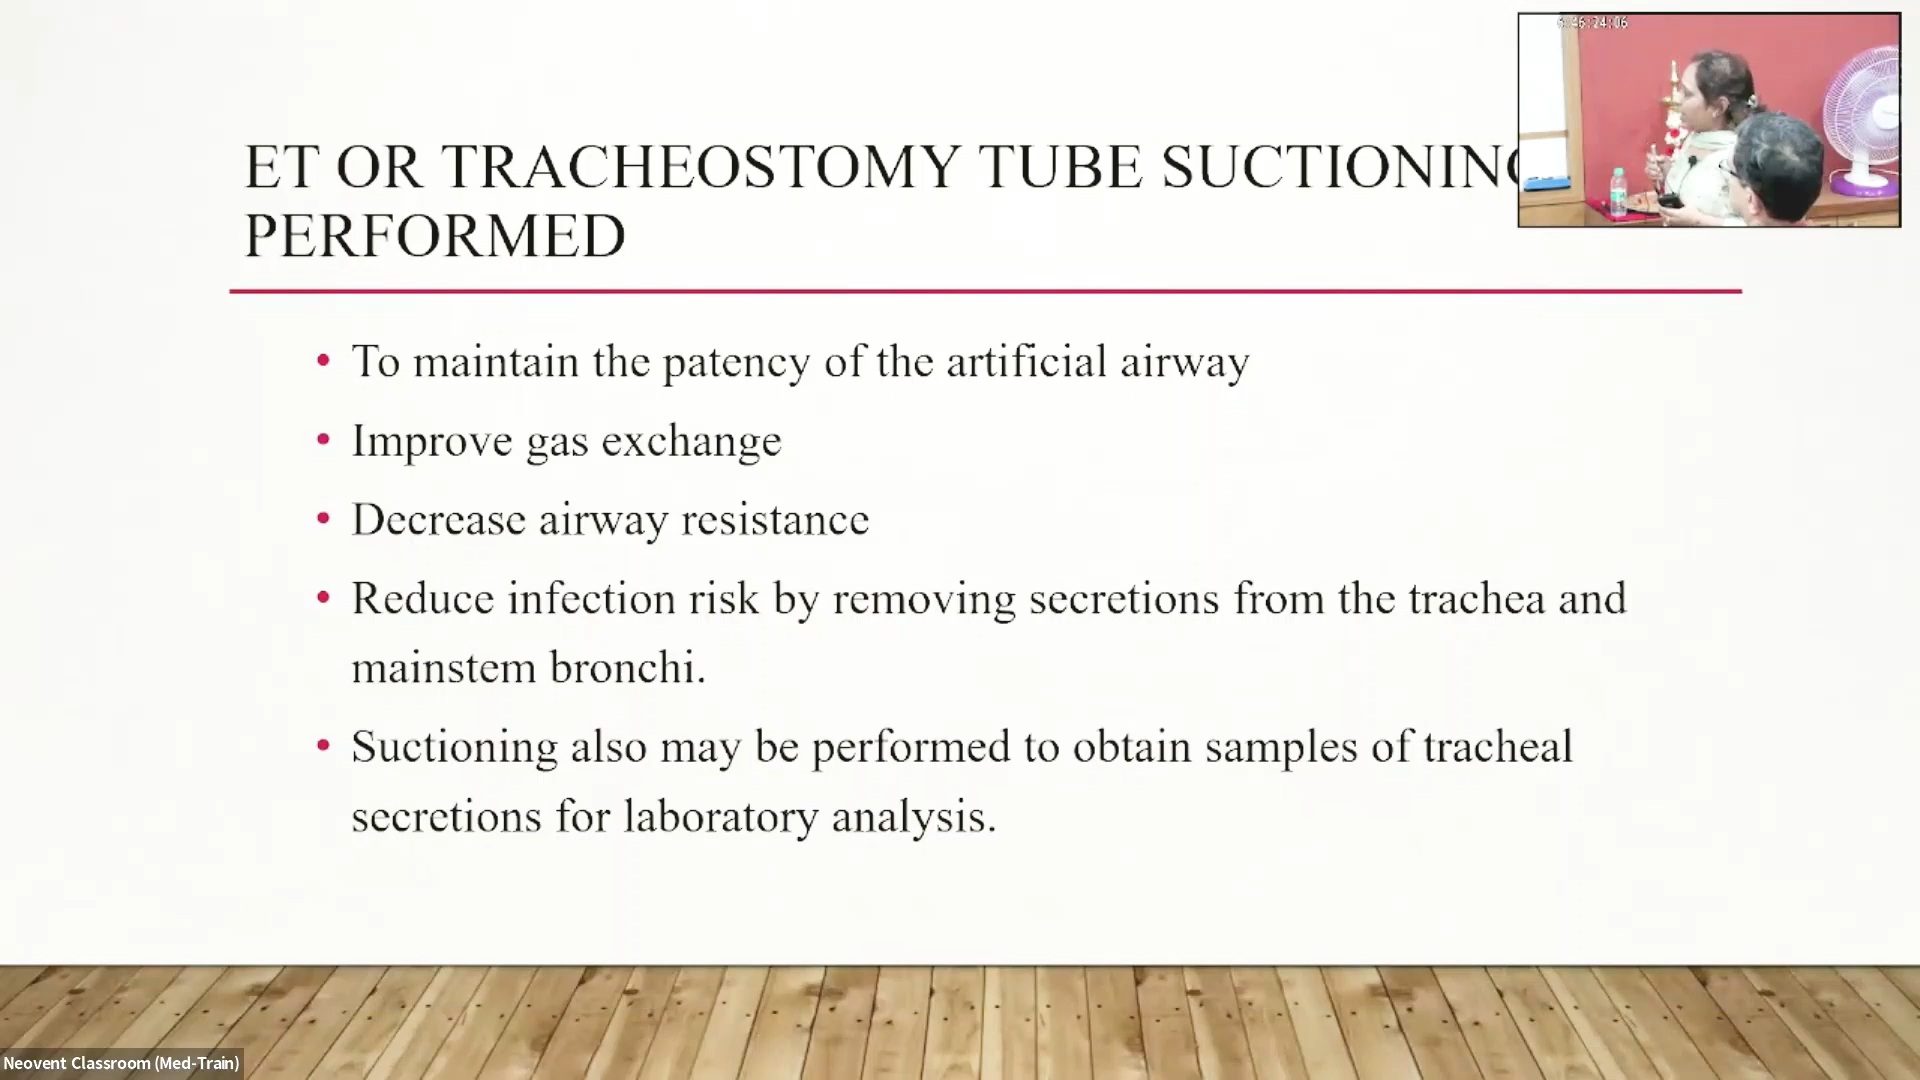 ET OR TRACHEOSTOMY TUBE SUCTIONING
PERFORMED
• To maintain the patency of the artificial airway
• Improve gas exchange
• Decrease airway resistance
• Reduce infection risk by removing secretions from the trachea and
mainstem bronchi.
• Suctioning also may be performed to obtain samples of tracheal
secretions for laboratory analysis.
Neovent Classroom (Med-Train)